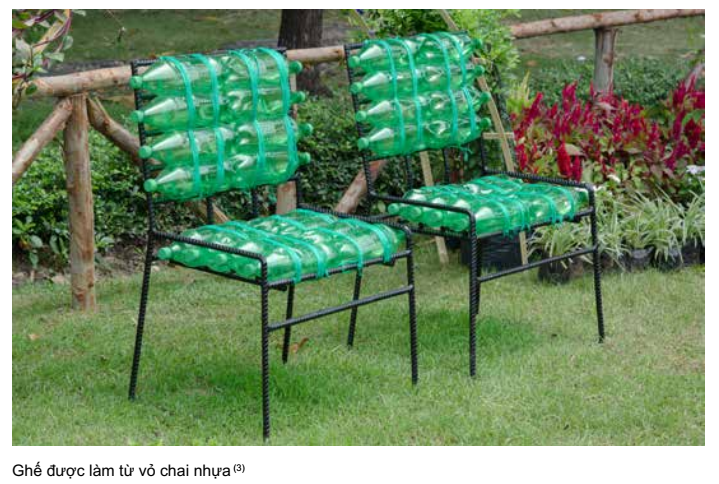 Ghế được làm từ vỏ chai nhựa ⁽³⁾